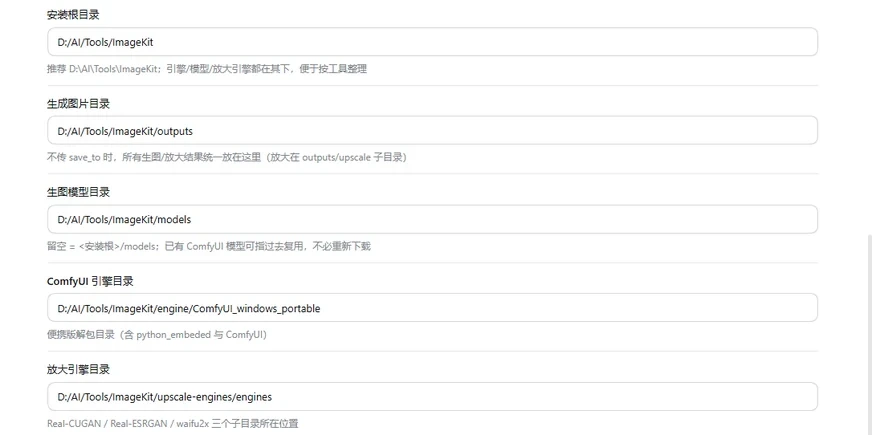 安装根目录
D:/AI/Tools/ImageKit
推荐 D:\AI\Tools\ImageKit；引擎/模型/放大引擎都在其下，便于按工具整理
生成图片目录
D:/AI/Tools/ImageKit/outputs
不传 save_to 时，所有生图/放大结果统一放在这里（放大在 outputs/upscale 子目录）
生图模型目录
D:/AI/Tools/ImageKit/models
留空 = <安装根>/models；已有 ComfyUI 模型可指过去复用，不必重新下载
ComfyUI 引擎目录
D:/AI/Tools/ImageKit/engine/ComfyUI_windows_portable
便携版解包目录（含 python_embeded 与 ComfyUI）
放大引擎目录
D:/AI/Tools/ImageKit/upscale-engines/engines
Real-CUGAN / Real-ESRGAN / waifu2x 三个子目录所在位置